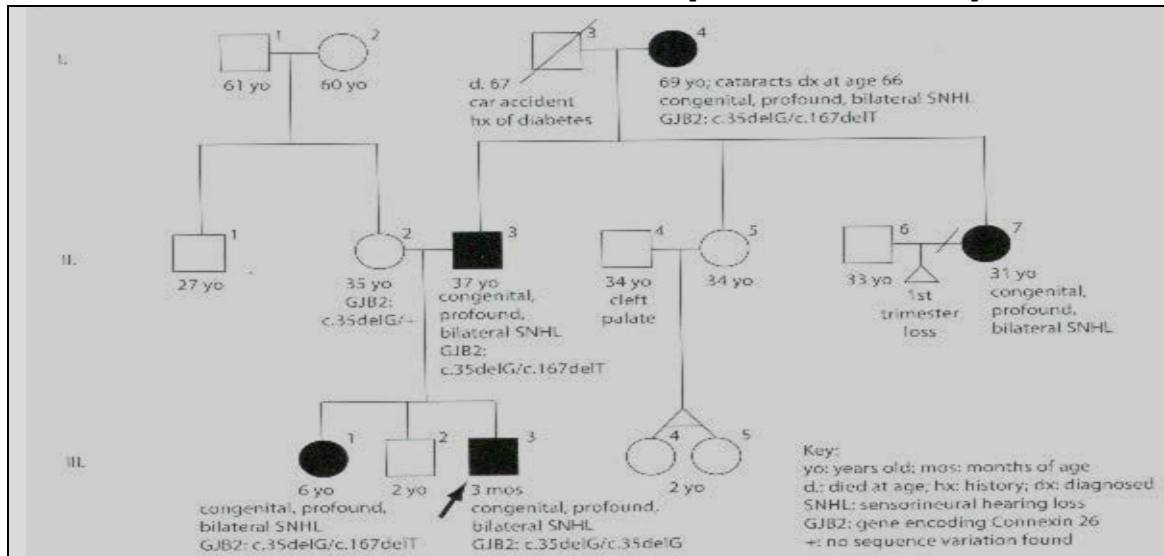 I.
1
2
3
4
61 yo
60 yo
d. 67
car accident
hx of diabetes
69 yo; cataracts dx at age 66
congenital, profound, bilateral SNHL
GJB2: c.35delG/c.167delT
II.
1
2
3
4
5
6
7
27 yo
35 yo
GJB2:
c.35delG/+
37 yo
congenital,
profound,
bilateral SNHL
GJB2:
c.35delG/c.167delT
34 yo
cleft
palate
34 yo
33 yo
1st
trimester
loss
31 yo
congenital,
profound,
bilateral SNHL
III.
1
2
3
4
5
6 yo
congenital, profound,
bilateral SNHL
GJB2: c.35delG/c.167delT
2 yo
3 mos
congenital, profound,
bilateral SNHL
GJB2: c.35delG/c.35delG
2 yo
Key:
yo: years old; mos: months of age
d.: died at age; hx: history; dx: diagnosed
SNHL: sensorineural hearing loss
GJB2: gene encoding Connexin 26
+: no sequence variation found